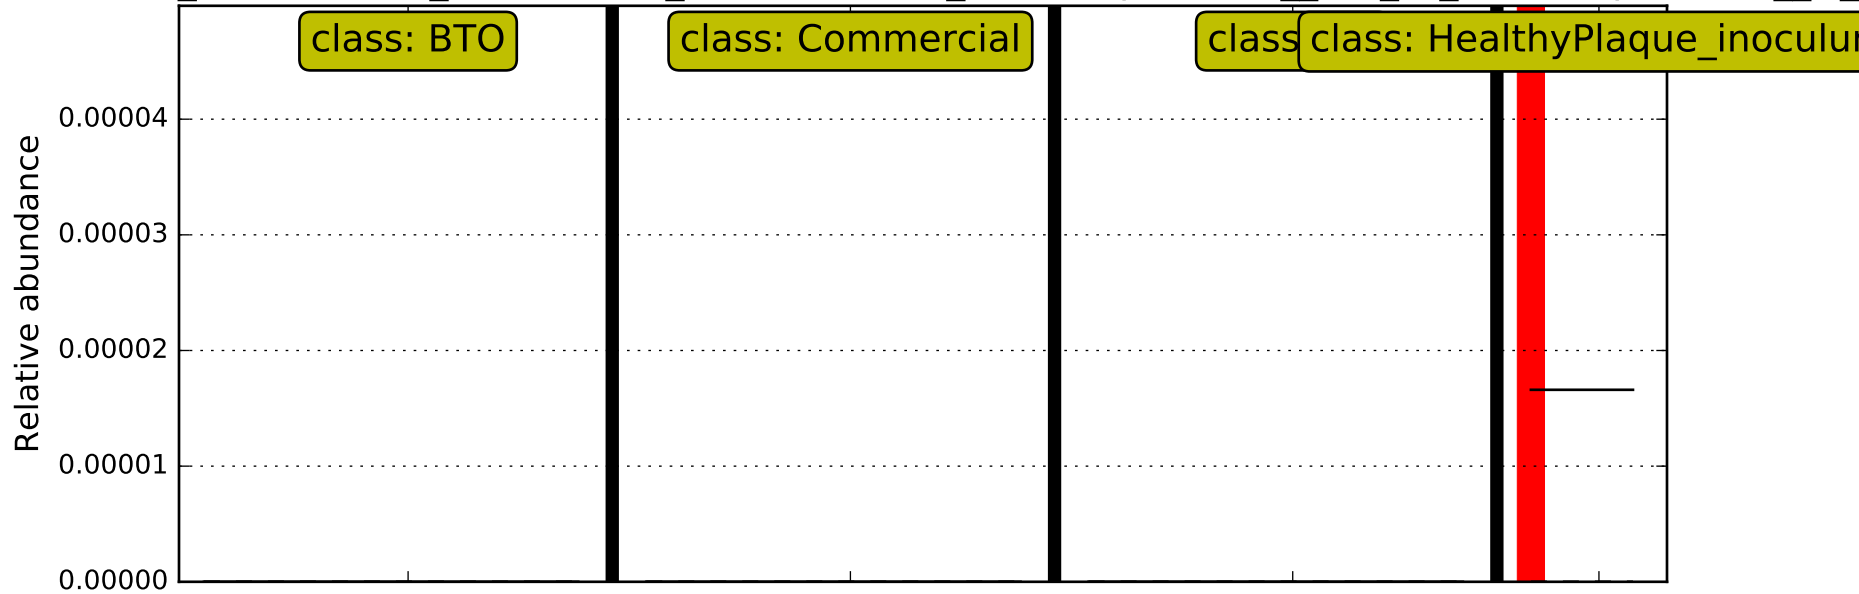 class: BTO
class: Commercial
class
class: HealthyPlaque_inoculu
0.00004
0.00003
0.00002
0.00001
0.00000
Relative abundance